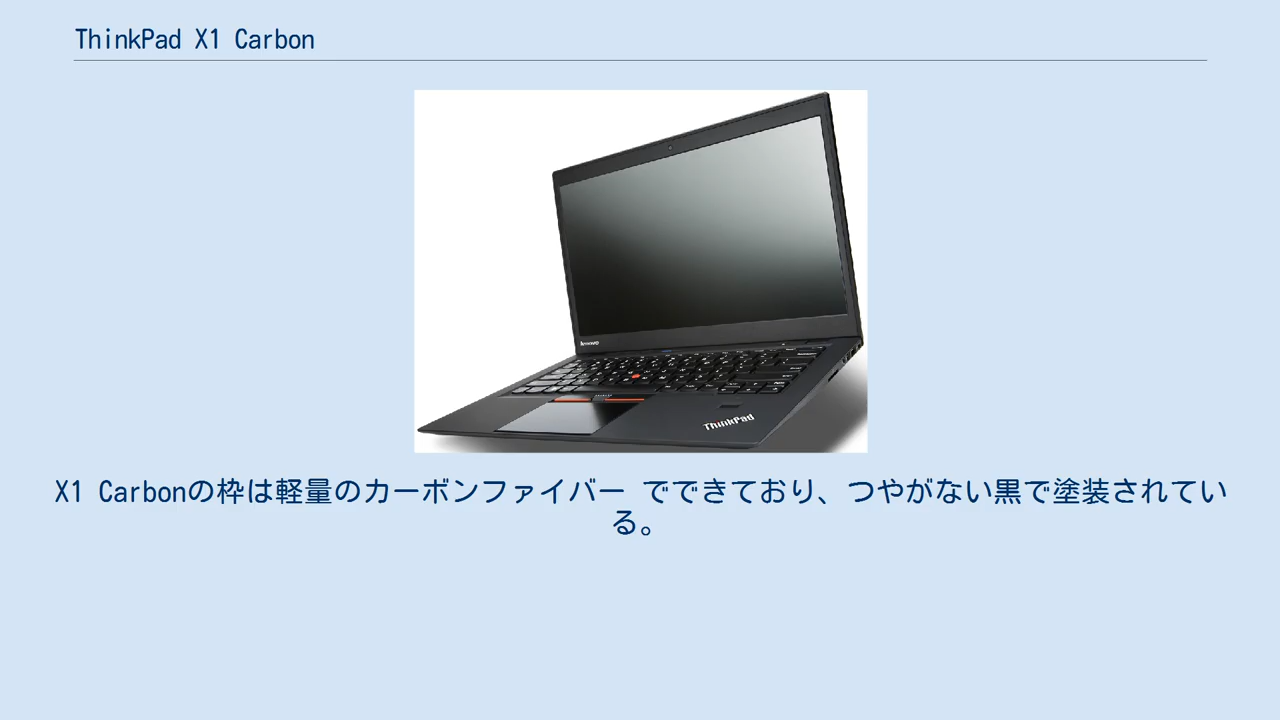 ThinkPad X1 Carbon
lenovo
ThinkPad
X1 Carbonの枠は軽量のカーボンファイバー でできており、つやがない黒で塗装されてい
る。